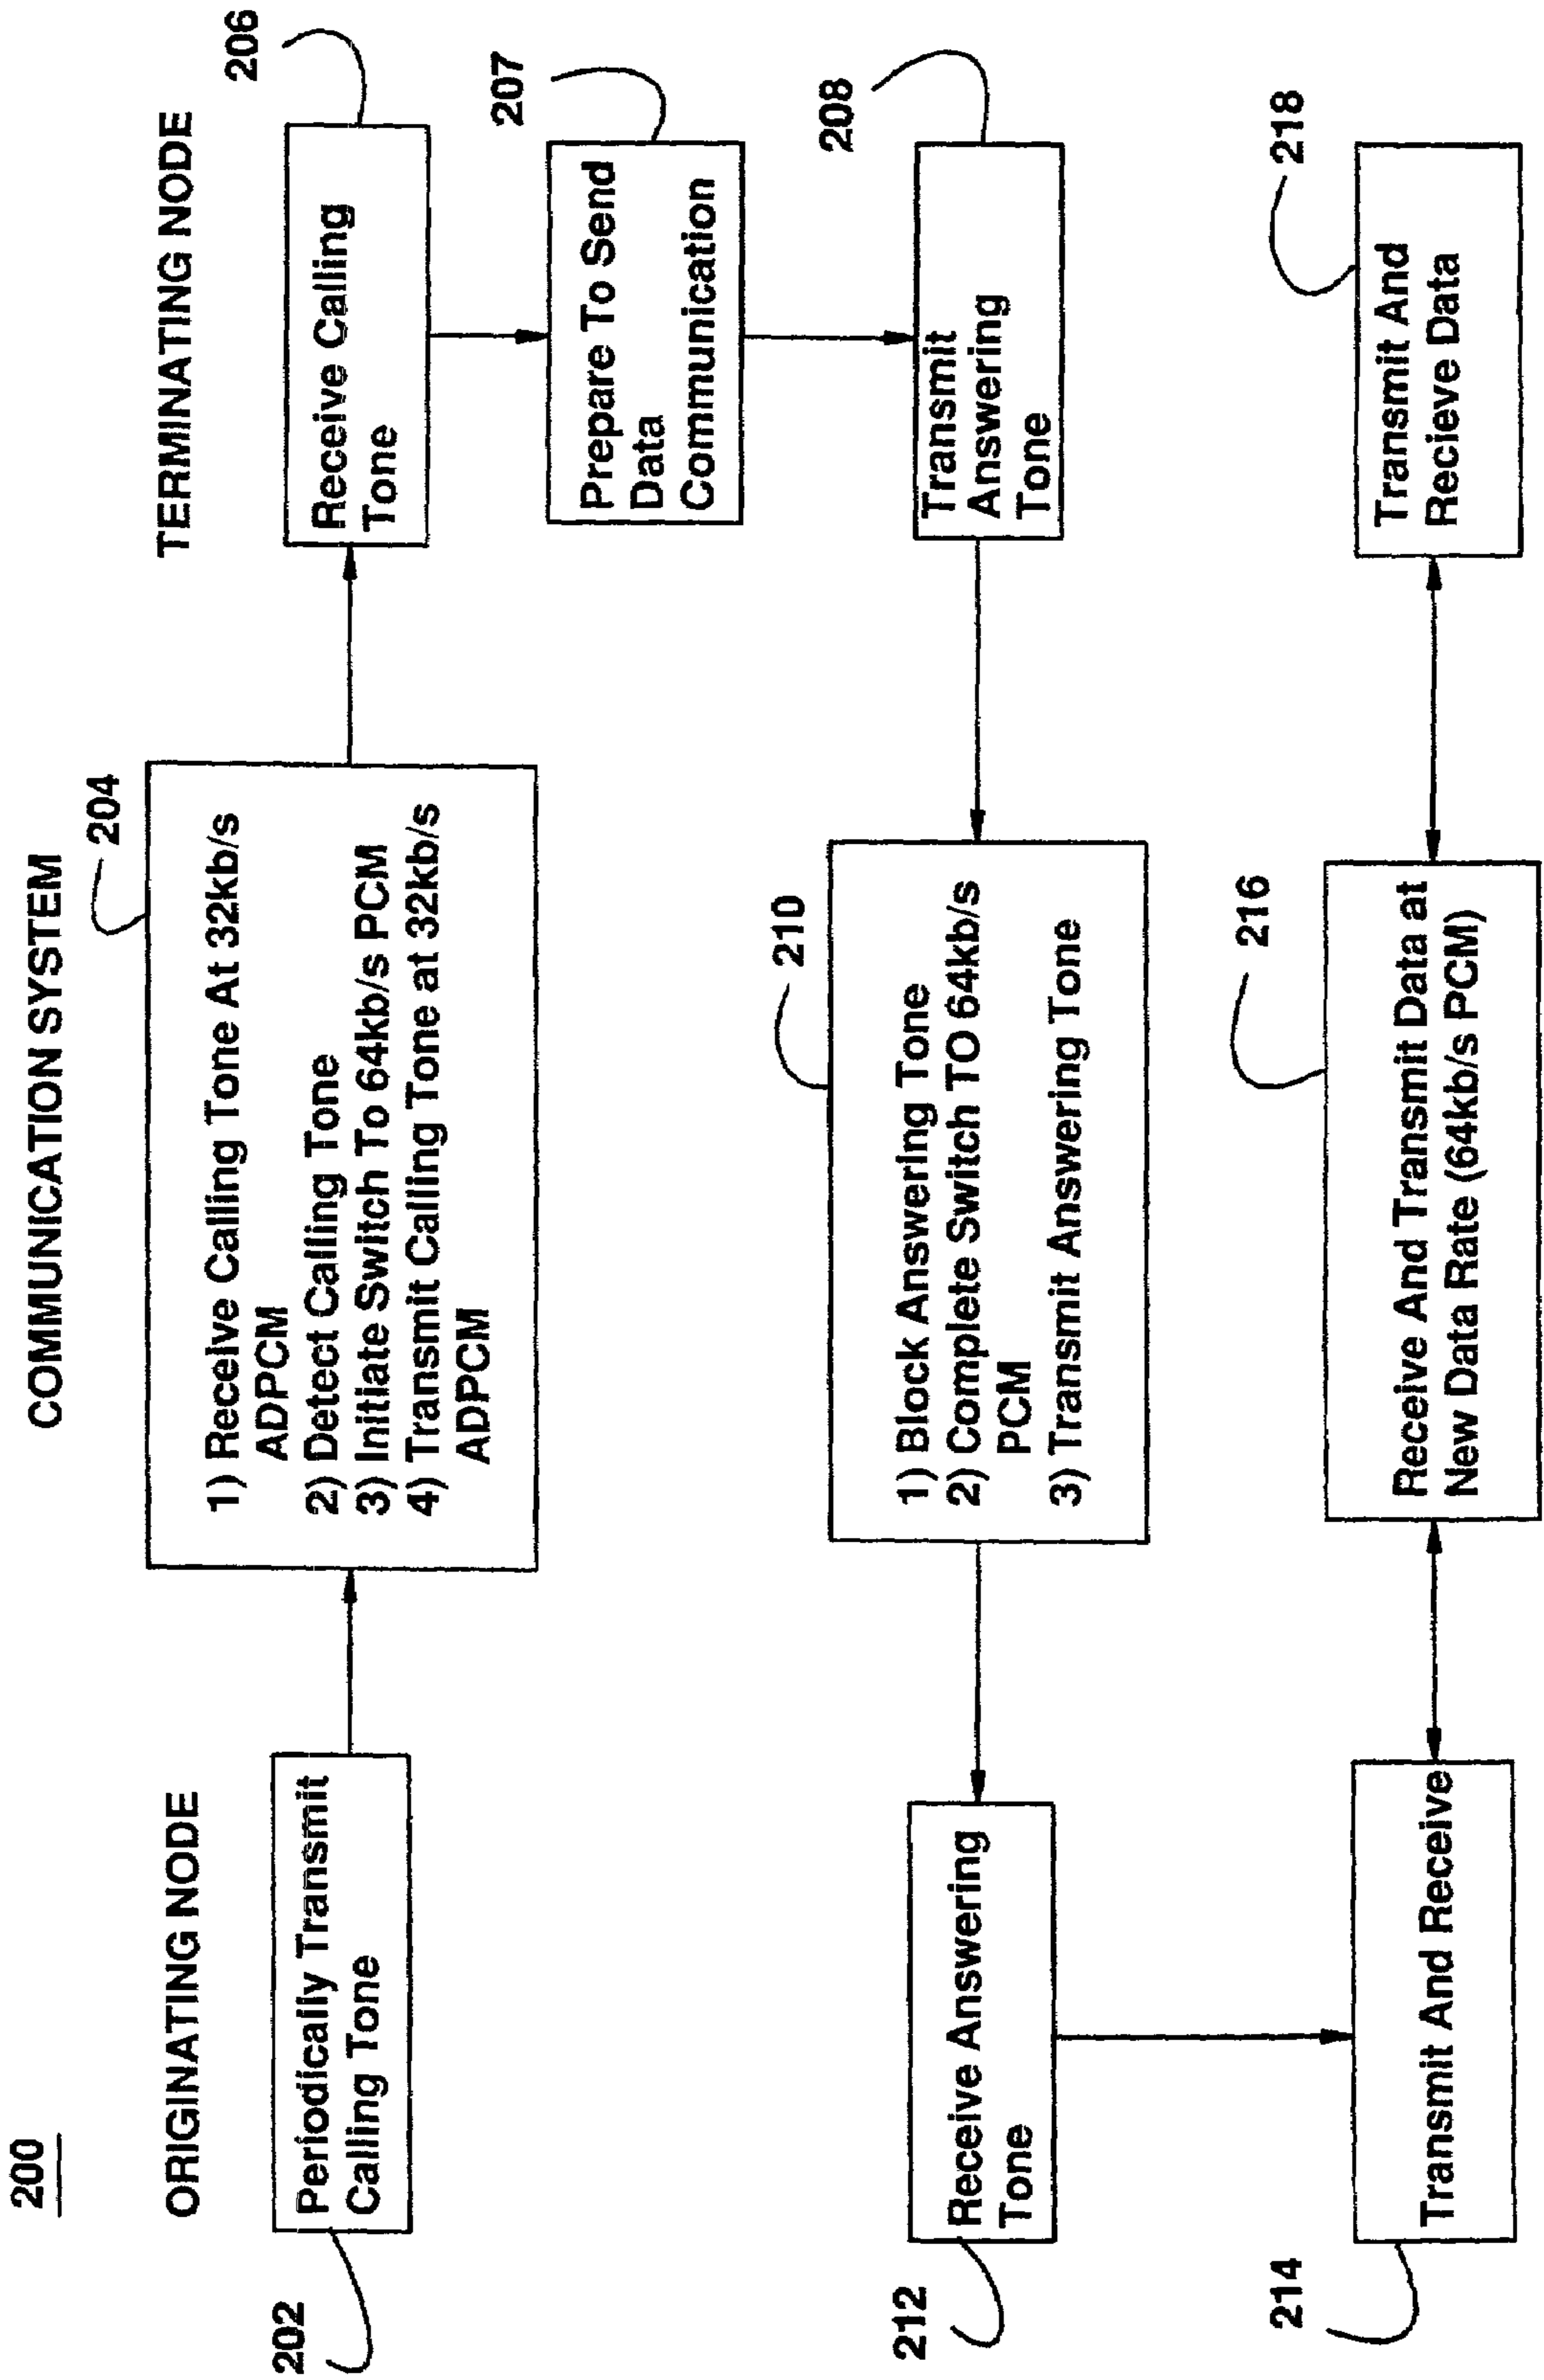 200
ORIGINATING NODE
COMMUNICATION SYSTEM
TERMINATING NODE
202
Periodically Transmit
Calling Tone
204
1) Receive Calling Tone At 32kb/s
ADPCM
2) Detect Calling Tone
3) Initiate Switch To 64kb/s PCM
4) Transmit Calling Tone at 32kb/s
ADPCM
206
Receive Calling
Tone
207
Prepare To Send
Data
Communication
208
Transmit
Answering
Tone
210
1) Block Answering Tone
2) Complete Switch TO 64kb/s
PCM
3) Transmit Answering Tone
212
Receive Answering
Tone
214
Transmit And Receive
216
Receive And Transmit Data at
New Data Rate (64kb/s PCM)
218
Transmit And
Recieve Data